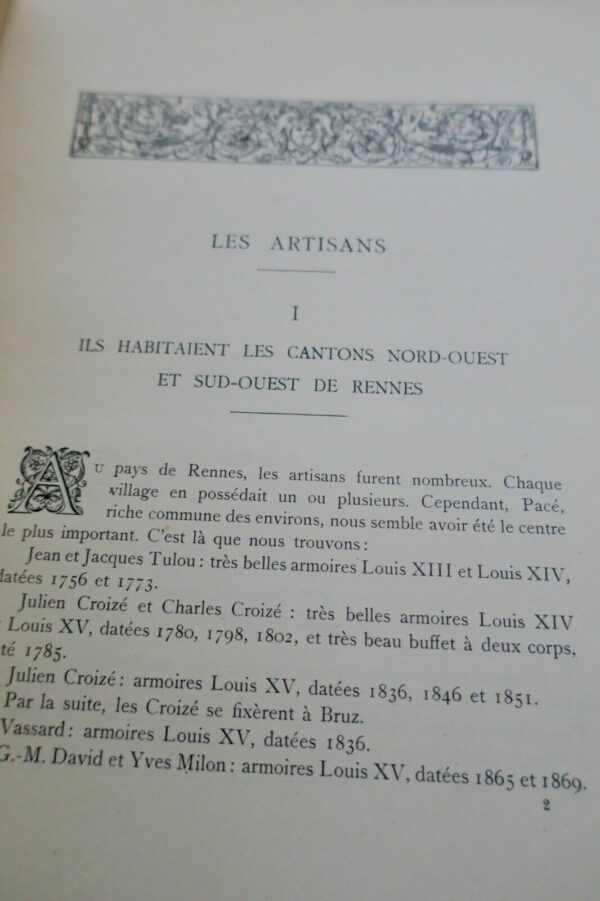 LES ARTISANS
I
ILS HABITAIENT LES CANTONS NORD-OUEST
ET SUD-OUEST DE RENNES
AU pays de Rennes, les artisans furent nombreux. Chaque
village en possédait un ou plusieurs. Cependant, Pacé,
riche commune des environs, nous semble avoir été le centre
le plus important. C'est là que nous trouvons :
Jean et Jacques Tulou : très belles armoires Louis XIII et Louis XIV,
datées 1756 et 1773.
Julien Croizé et Charles Croizé : très belles armoires Louis XIV
Louis XV, datées 1780, 1798, 1802, et très beau buffet à deux corps,
té 1785.
Julien Croizé : armoires Louis XV, datées 1836, 1846 et 1851.
Par la suite, les Croizé se fixèrent à Bruz.
Vassard : armoires Louis XV, datées 1836.
G.-M. David et Yves Milon : armoires Louis XV, datées 1865 et 1869.
2